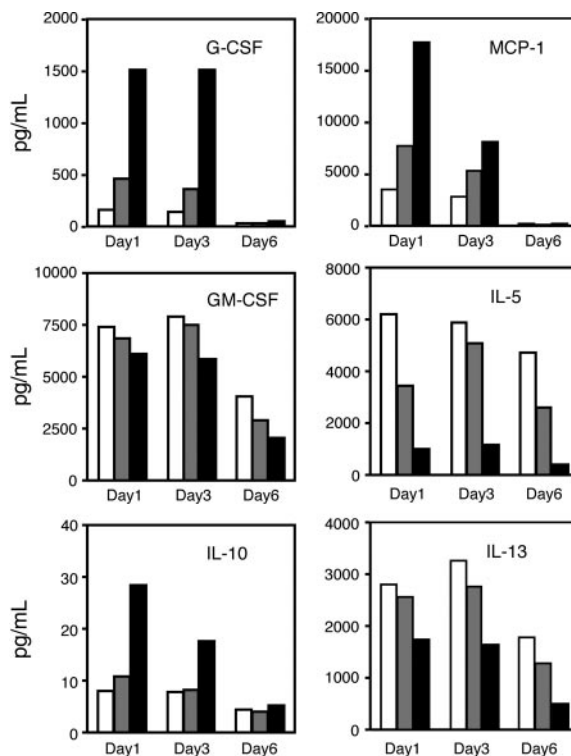 G-CSF
pg/mL
2000
1500
1000
500
0
Day1 Day3 Day6
MCP-1
20000
15000
10000
5000
0
Day1 Day3 Day6
GM-CSF
pg/mL
10000
7500
5000
2500
0
Day1 Day3 Day6
IL-5
8000
6000
4000
2000
0
Day1 Day3 Day6
IL-10
pg/mL
40
30
20
10
0
Day1 Day3 Day6
IL-13
4000
3000
2000
1000
0
Day1 Day3 Day6